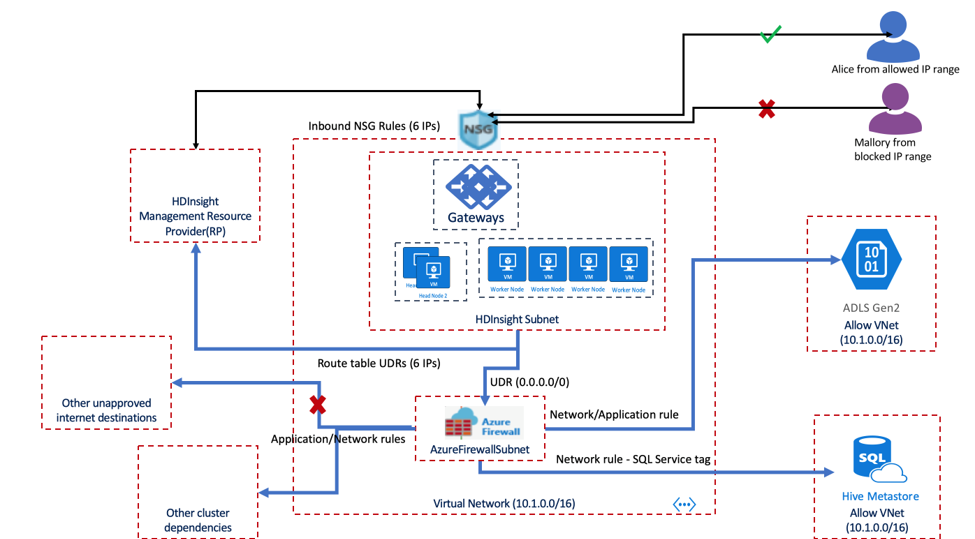 Alice from allowed IP range
Inbound NSG Rules (6 IPs)
NSG
Mallory from
blocked IP range
HDInsight
Management Resource
Provider(RP)
Gateways
VM
VM
VM
VM
VM
Worker Node
Worker Node
Worker Node
Worker Node
Head Node 2
HDInsight Subnet
10
01
ADLS Gen2
Allow VNet
(10.1.0.0/16)
Route table UDRs (6 IPs)
UDR (0.0.0.0/0)
Other unapproved
internet destinations
Network/Application rule
Azure
Firewall
AzureFirewallSubnet
Application/Network rules
Network rule - SQL Service tag
SQL
Hive Metastore
Allow VNet
(10.1.0.0/16)
Virtual Network (10.1.0.0/16)
Other cluster
dependencies